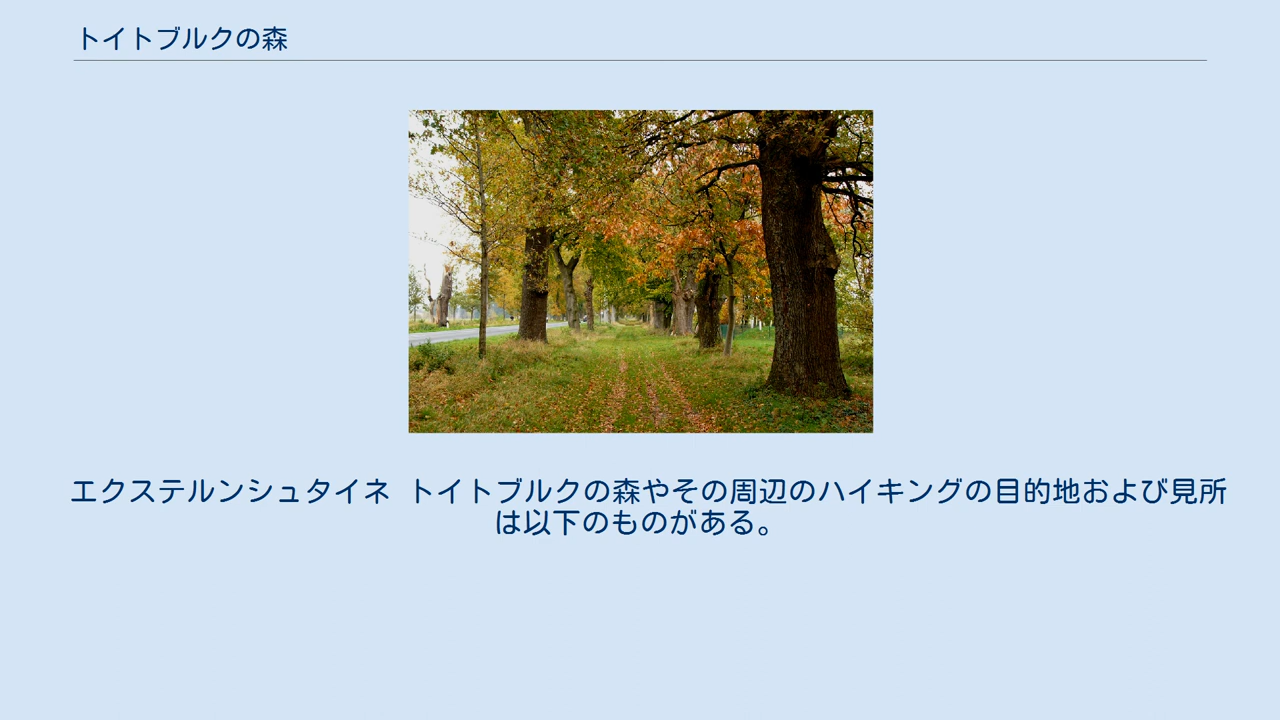 トイトブルクの森
エクステルンシュタイネ トイトブルクの森やその周辺のハイキングの目的地および見所
は以下のものがある。